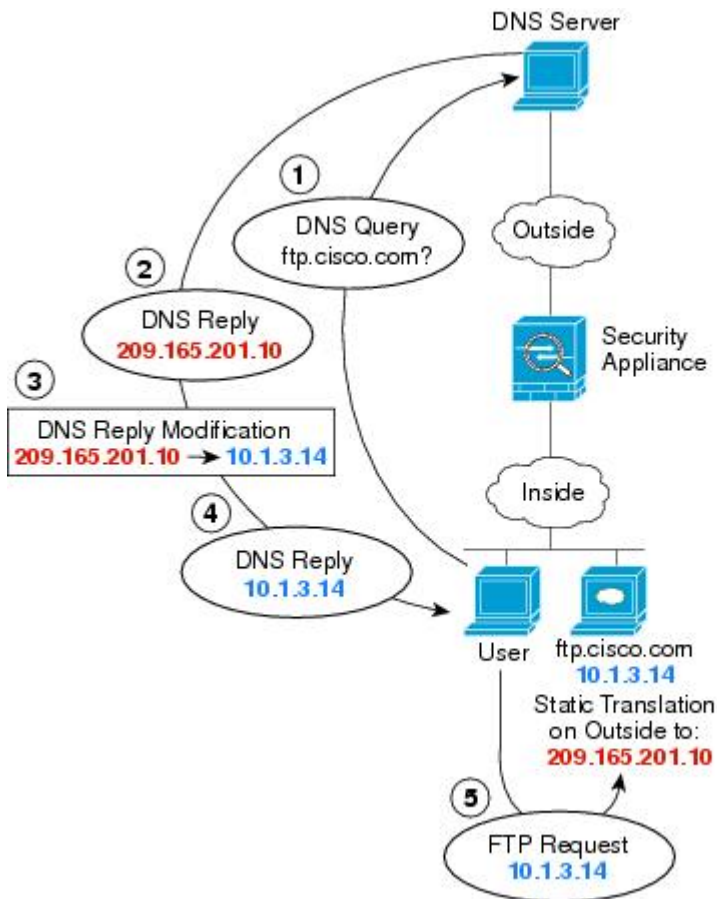 DNS Server
1
DNS Query
ftp.cisco.com?
Outside
2
DNS Reply
209.165.201.10
Security
Appliance
3
DNS Reply Modification
209.165.201.10 → 10.1.3.14
Inside
4
DNS Reply
10.1.3.14
User
ftp.cisco.com
10.1.3.14
Static Translation
on Outside to:
209.165.201.10
5
FTP Request
10.1.3.14